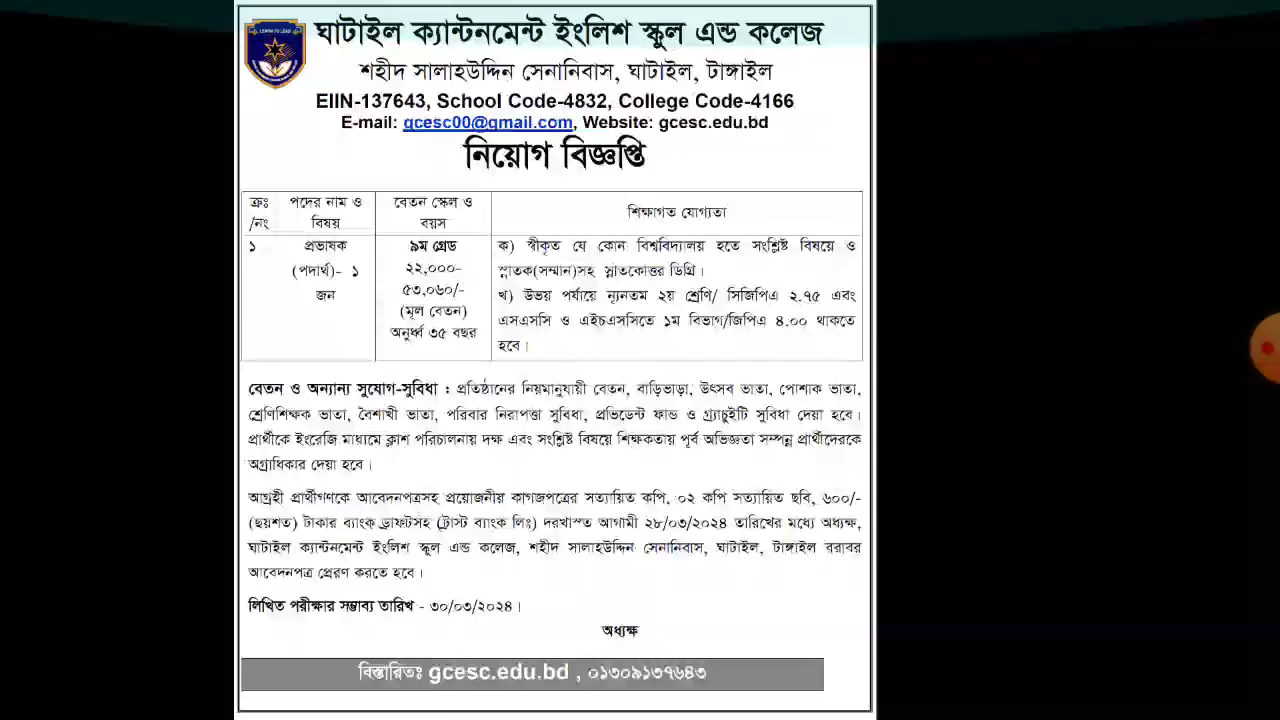 LEARN TO LEAD
ঘাটাইল ক্যান্টনমেন্ট ইংলিশ স্কুল এন্ড কলেজ
শহীদ সালাহউদ্দিন সেনানিবাস, ঘাটাইল, টাঙ্গাইল
EIIN-137643, School Code-4832, College Code-4166
E-mail: gcesc00@gmail.com, Website: gcesc.edu.bd
নিয়োগ বিজ্ঞপ্তি
ক্রঃ /নং
পদের নাম ও বিষয়
বেতন স্কেল ও বয়স
শিক্ষাগত যোগ্যতা
১
প্রভাষক
(পদার্থ)- ১
জন
৯ম গ্রেড
২২,০০০-
৫৩,০৬০/-
(মূল বেতন)
অনুর্ধ্ব ৩৫ বছর
ক) স্বীকৃত যে কোন বিশ্ববিদ্যালয় হতে সংশ্লিষ্ট বিষয়ে ও
স্নাতক(সম্মান)সহ স্নাতকোত্তর ডিগ্রি।
খ) উভয় পর্যায়ে ন্যূনতম ২য় শ্রেণি/ সিজিপিএ ২.৭৫ এবং
এসএসসি ও এইচএসসিতে ১ম বিভাগ/জিপিএ ৪.০০ থাকতে
হবে।
বেতন ও অন্যান্য সুযোগ-সুবিধা : প্রতিষ্ঠানের নিয়মানুযায়ী বেতন, বাড়িভাড়া, উৎসব ভাতা, পোশাক ভাতা,
শ্রেণিশিক্ষক ভাতা, বৈশাখী ভাতা, পরিবার নিরাপত্তা সুবিধা, প্রভিডেন্ট ফান্ড ও গ্র্যাচুইটি সুবিধা দেয়া হবে।
প্রার্থীকে ইংরেজি মাধ্যমে ক্লাশ পরিচালনায় দক্ষ এবং সংশ্লিষ্ট বিষয়ে শিক্ষকতায় পূর্ব অভিজ্ঞতা সম্পন্ন প্রার্থীদেরকে
অগ্রাধিকার দেয়া হবে।
আগ্রহী প্রার্থীগণকে আবেদনপত্রসহ প্রয়োজনীয় কাগজপত্রের সত্যায়িত কপি, ০২ কপি সত্যায়িত ছবি, ৬০০/-
(ছয়শত) টাকার ব্যাংক ড্রাফটসহ (ট্রাস্ট ব্যাংক লিঃ) দরখাস্ত আগামী ২৮/০৩/২০২৪ তারিখের মধ্যে অধ্যক্ষ,
ঘাটাইল ক্যান্টনমেন্ট ইংলিশ স্কুল এন্ড কলেজ, শহীদ সালাহউদ্দিন সেনানিবাস, ঘাটাইল, টাঙ্গাইল বরাবর
আবেদনপত্র প্রেরণ করতে হবে।
লিখিত পরীক্ষার সম্ভাব্য তারিখ - ৩০/০৩/২০২৪।
অধ্যক্ষ
বিস্তারিতঃ gcesc.edu.bd , ০১৩০৯১৩৭৬৪৩